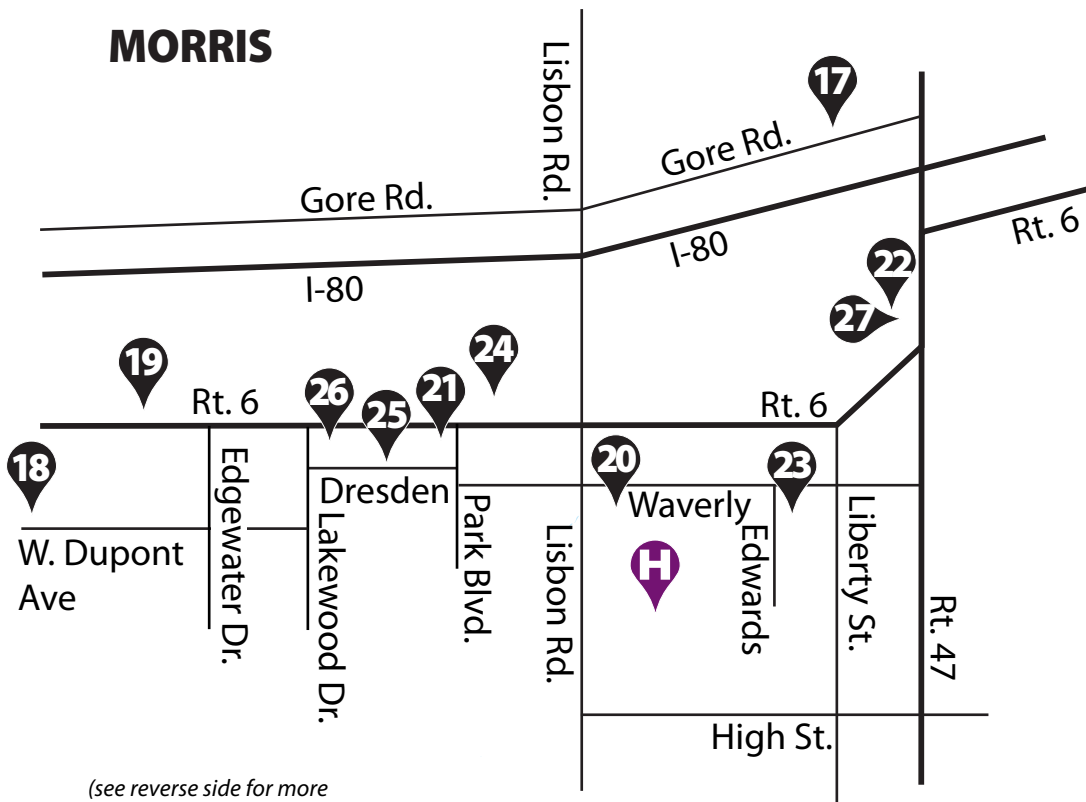 MORRIS
Lisbon Rd.
17
Gore Rd.
Gore Rd.
Rt. 6
I-80
I-80
22
27
19
24
26
21
25
Rt. 6
Rt. 6
18
20
23
Edgewater Dr.
Dresden
Waverly
W. Dupont
Ave
Lakewood Dr.
Park Blvd.
Lisbon Rd.
H
Edwards
Liberty St.
Rt. 47
High St.
(see reverse side for more